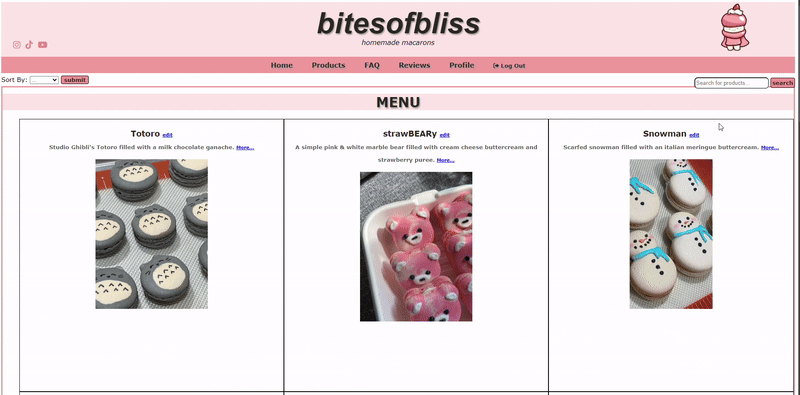 bitesofbliss
homemade macarons
Home Products FAQ Reviews Profile Log Out
Sort By: submit
Search for products... search
MENU
Totoro edit
Studio Ghibli's Totoro filled with a milk chocolate ganache. More...
strawBEARy edit
A simple pink & white marble bear filled with cream cheese buttercream and
strawberry puree. More...
Snowman edit
Scarfed snowman filled with an italian meringue buttercream. More...